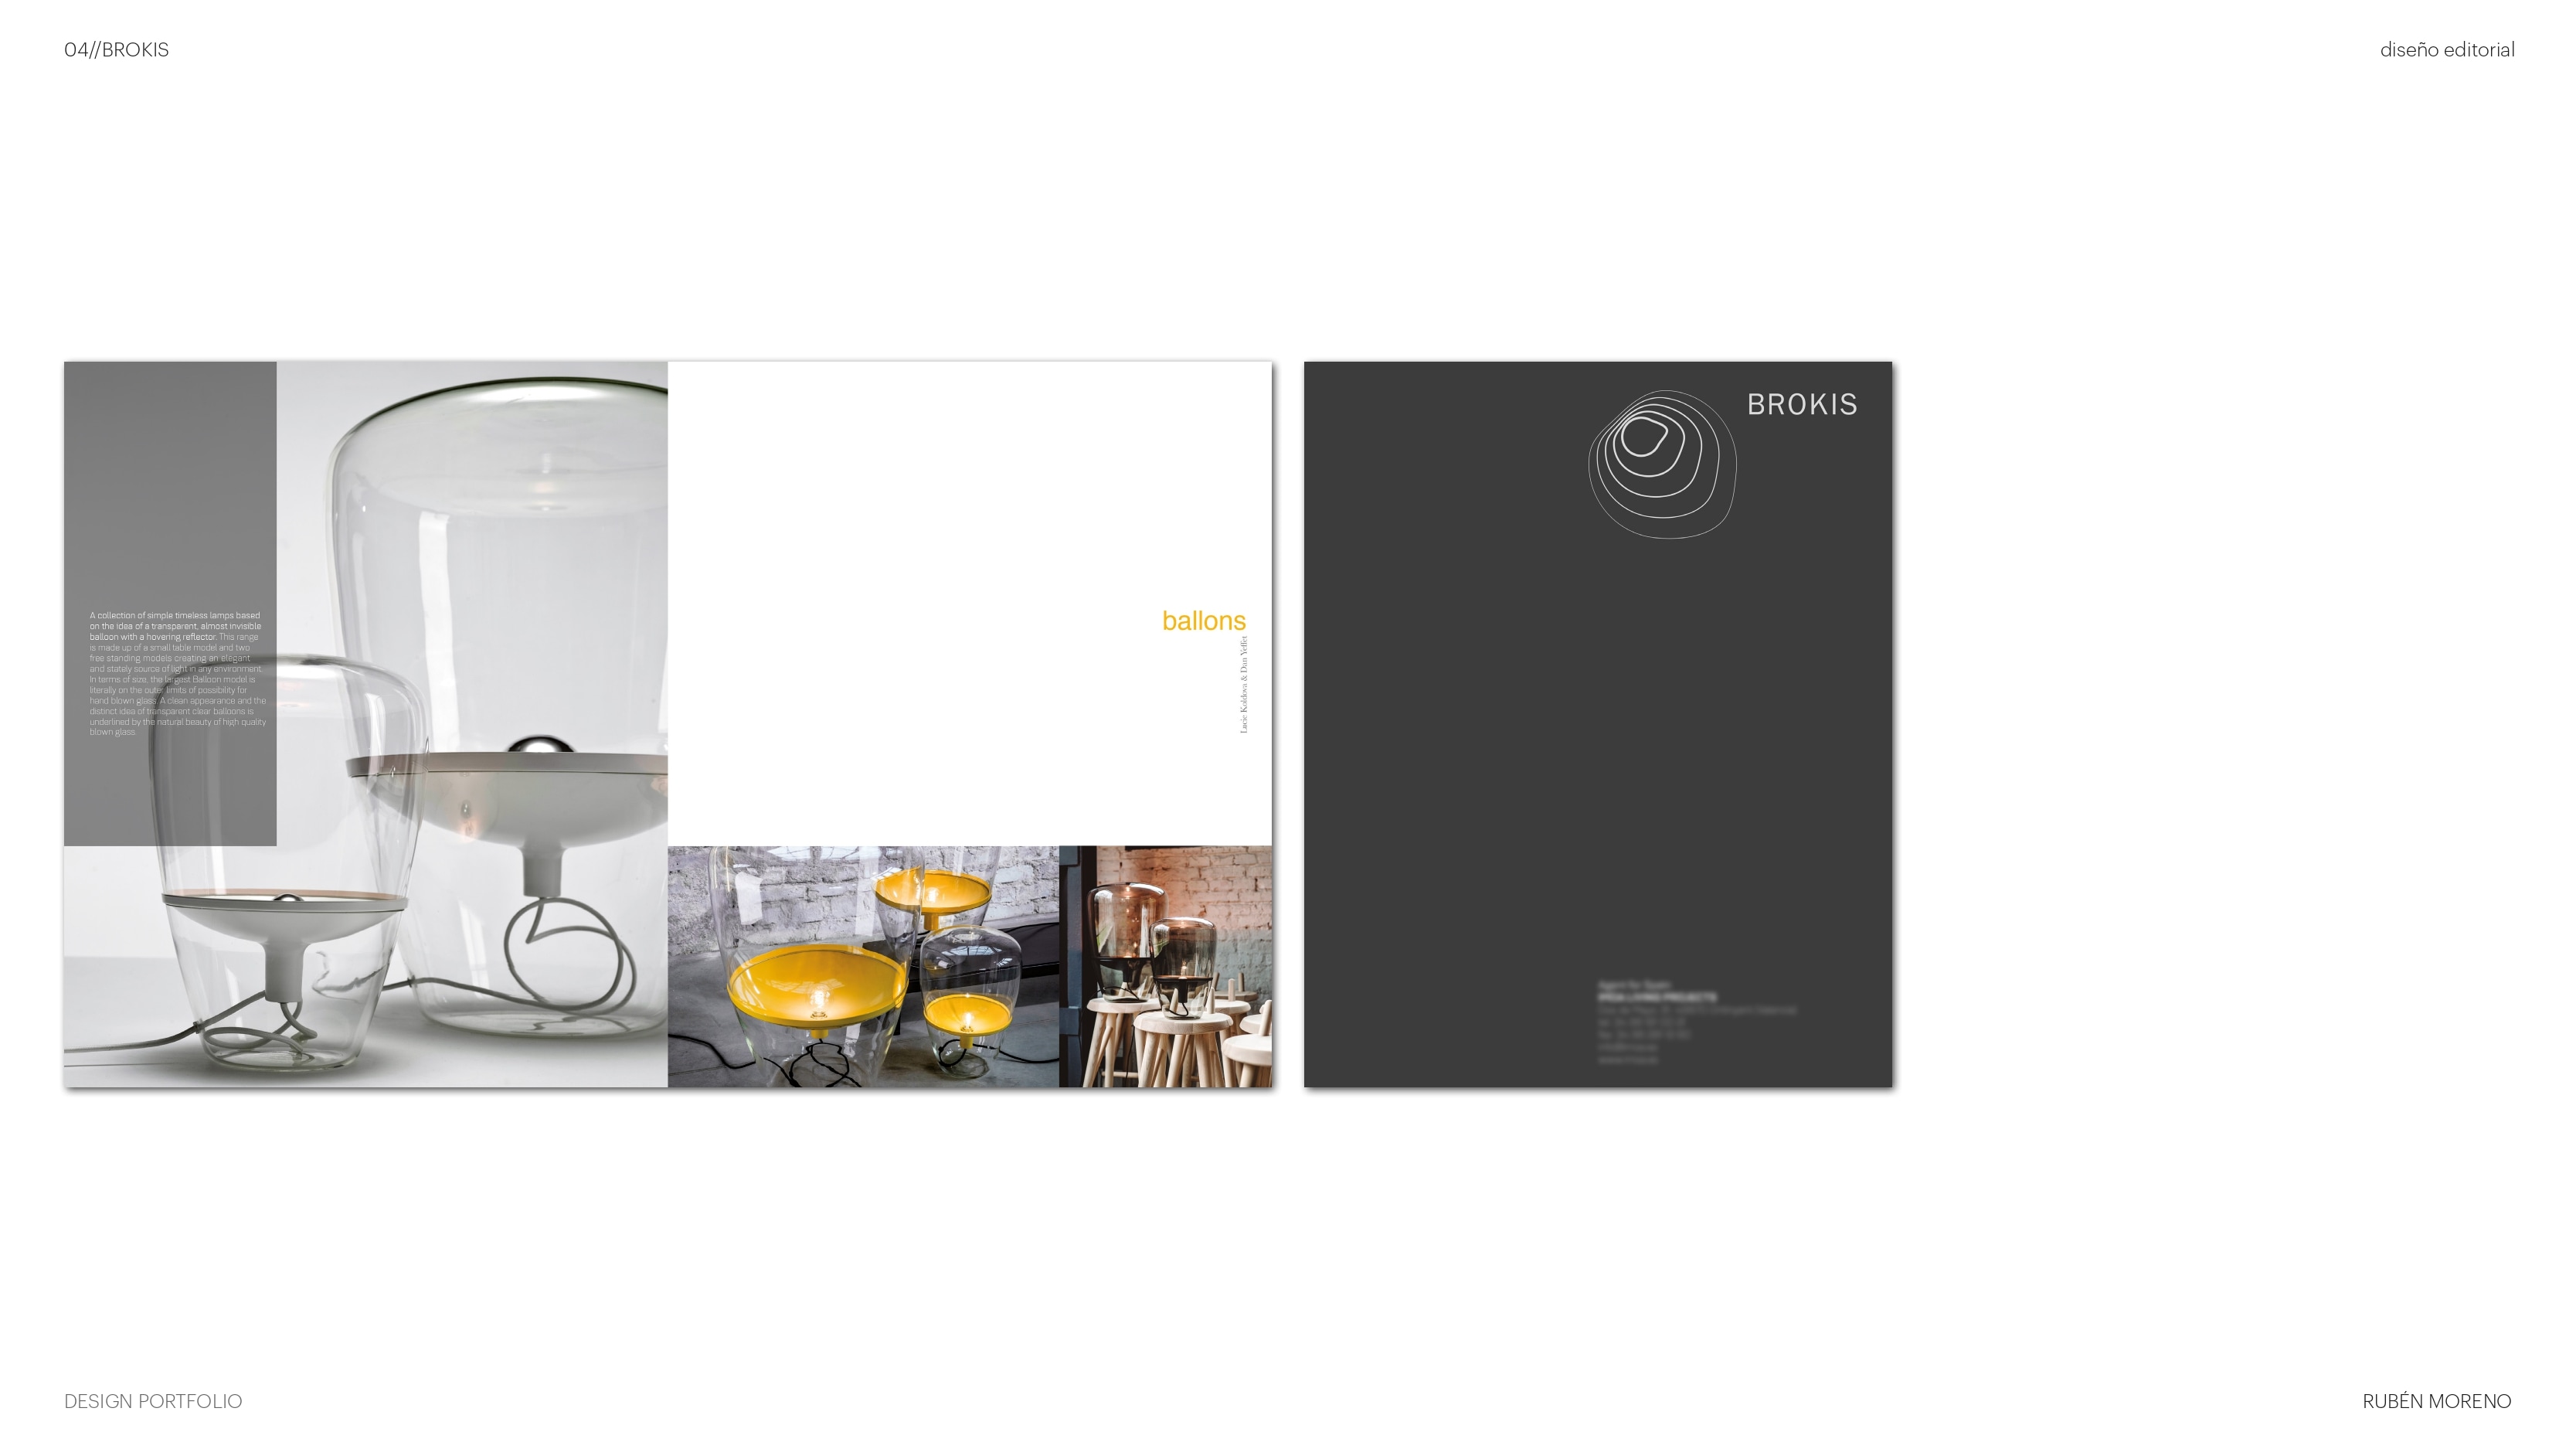 04//BROKIS
diseño editorial
A collection of simple timeless lamps based
on the idea of a transparent, almost invisible
balloon with a hovering reflector. This range
is made up of a small table model and two
free standing models creating an elegant
and stately source of light in any environment.
In terms of size, the largest Balloon model is
literally on the outer limits of possibility for
hand blown glass. A clean appearance and the
distinct idea of transparent clear balloons is
underlined by the natural beauty of high quality
blown glass.
ballons
Lucie Koldova & Dan Yeffet
BROKIS
Agent for Spain
DESIGN PORTFOLIO
RUBÉN MORENO